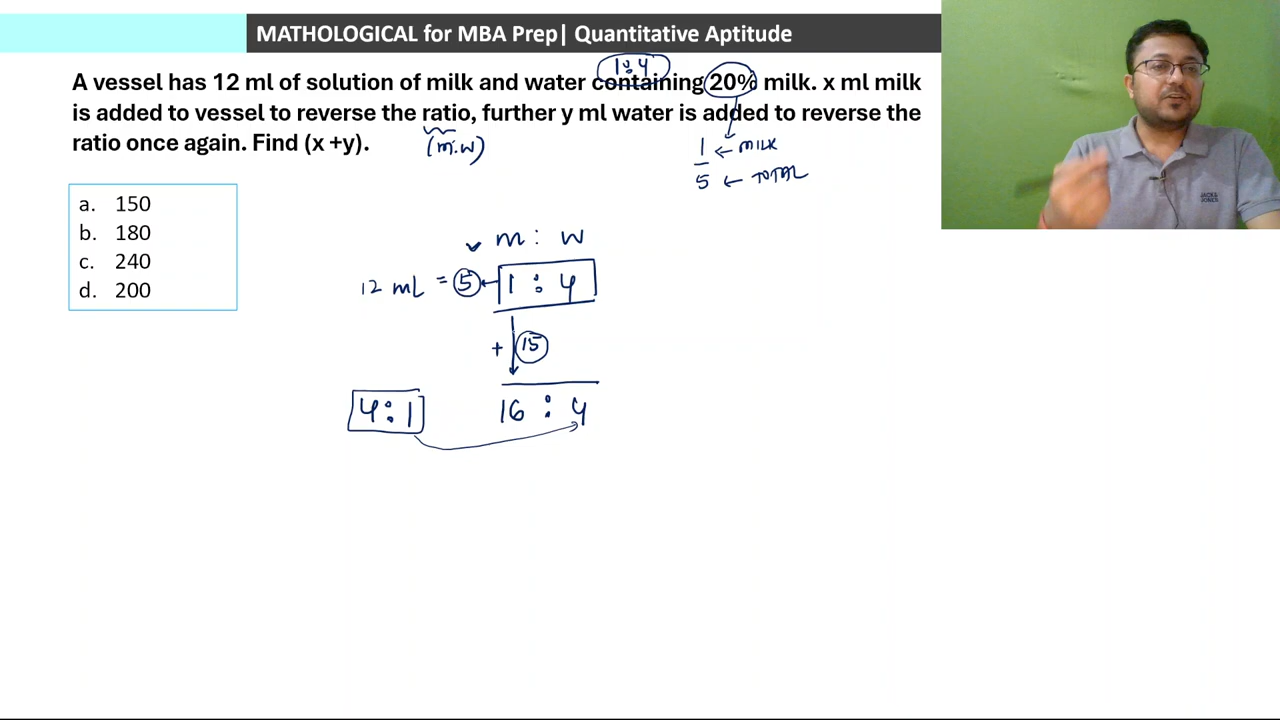 MATHOLOGICAL for MBA Prep| Quantitative Aptitude
1:4
A vessel has 12 ml of solution of milk and water containing 20% milk. x ml milk
is added to vessel to reverse the ratio, further y ml water is added to reverse the
ratio once again. Find (x +y).
(m:w)
1 ← MILK
5 ← TOTAL
a. 150
b. 180
c. 240
d. 200
m : w
12 mL = 5 ← 1 : 4
+ 15
4:1 16 : 4
JACK&
JONES